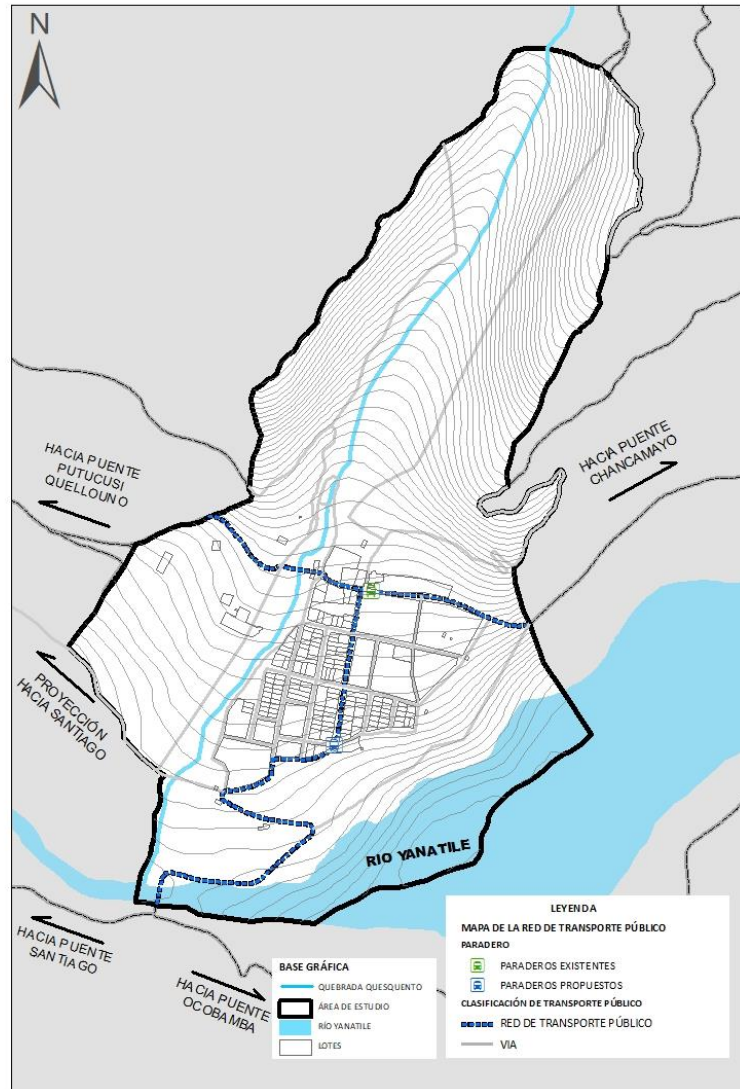 N
HACIA PUENTE
PUTUCUSI
QUELLOUNO
HACIA PUENTE
CHANCAMAYO
PROYECCIÓN
HACIA SANTIAGO
RIO YANATILE
HACIA PUENTE
SANTIAGO
HACIA PUENTE
OCOBAMBA
BASE GRÁFICA
QUEBRADA QUESQUENTO
ÁREA DE ESTUDIO
RÍO YANATILE
LOTES
LEYENDA
MAPA DE LA RED DE TRANSPORTE PÚBLICO
PARADERO
PARADEROS EXISTENTES
PARADEROS PROPUESTOS
CLASIFICACIÓN DE TRANSPORTE PÚBLICO
RED DE TRANSPORTE PÚBLICO
VIA